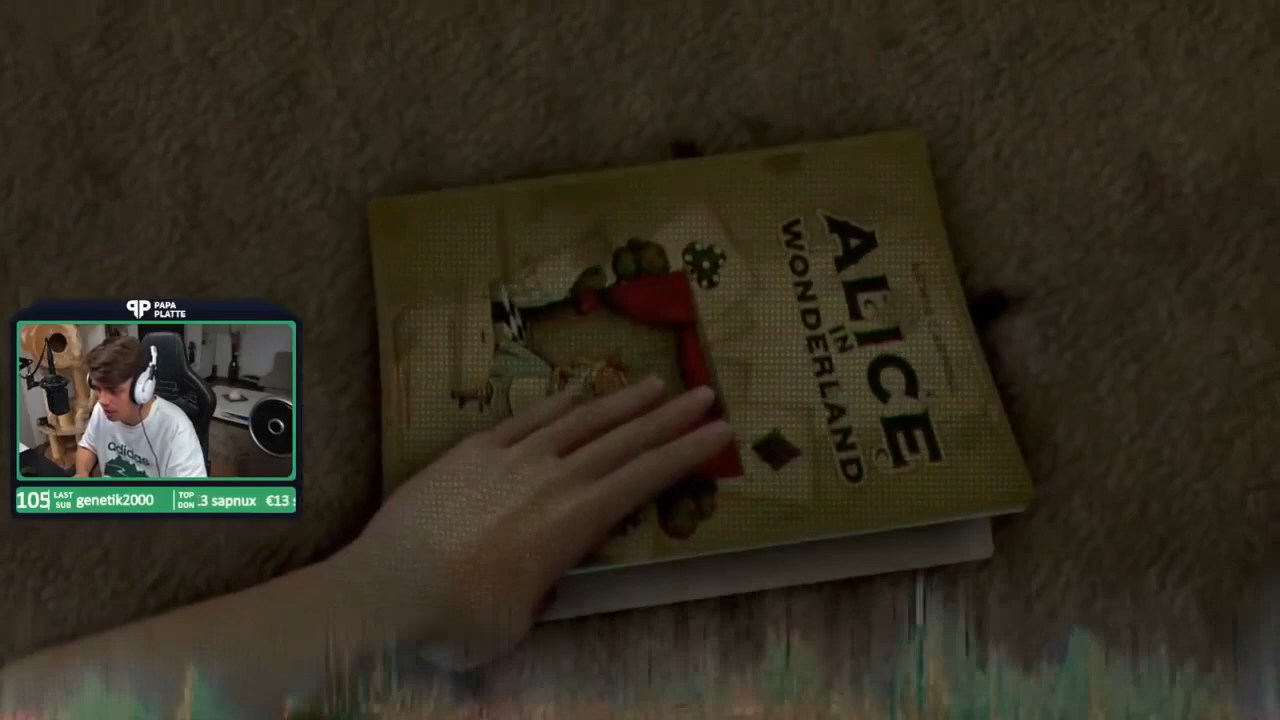 ALICE
IN
WONDERLAND
PAPA
PLATTE
adidas
105
LAST
SUB
genetik2000
TOP
DON
.3 sapnux €13